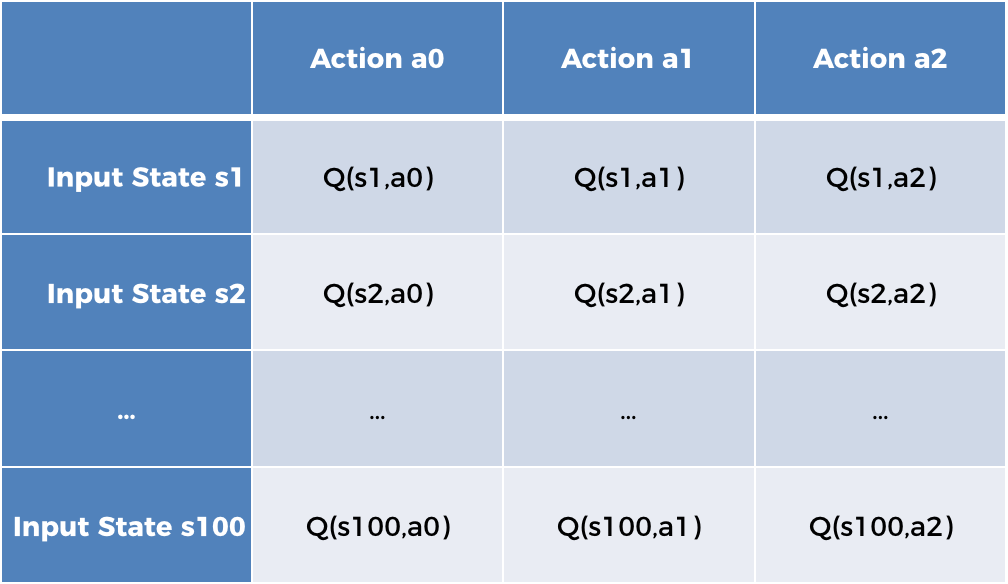 Action a0 Action a1 Action a2
Input State s1 Q(s1,a0) Q(s1,a1) Q(s1,a2)
Input State s2 Q(s2,a0) Q(s2,a1) Q(s2,a2)
... ... ... ...
Input State s100 Q(s100,a0) Q(s100,a1) Q(s100,a2)